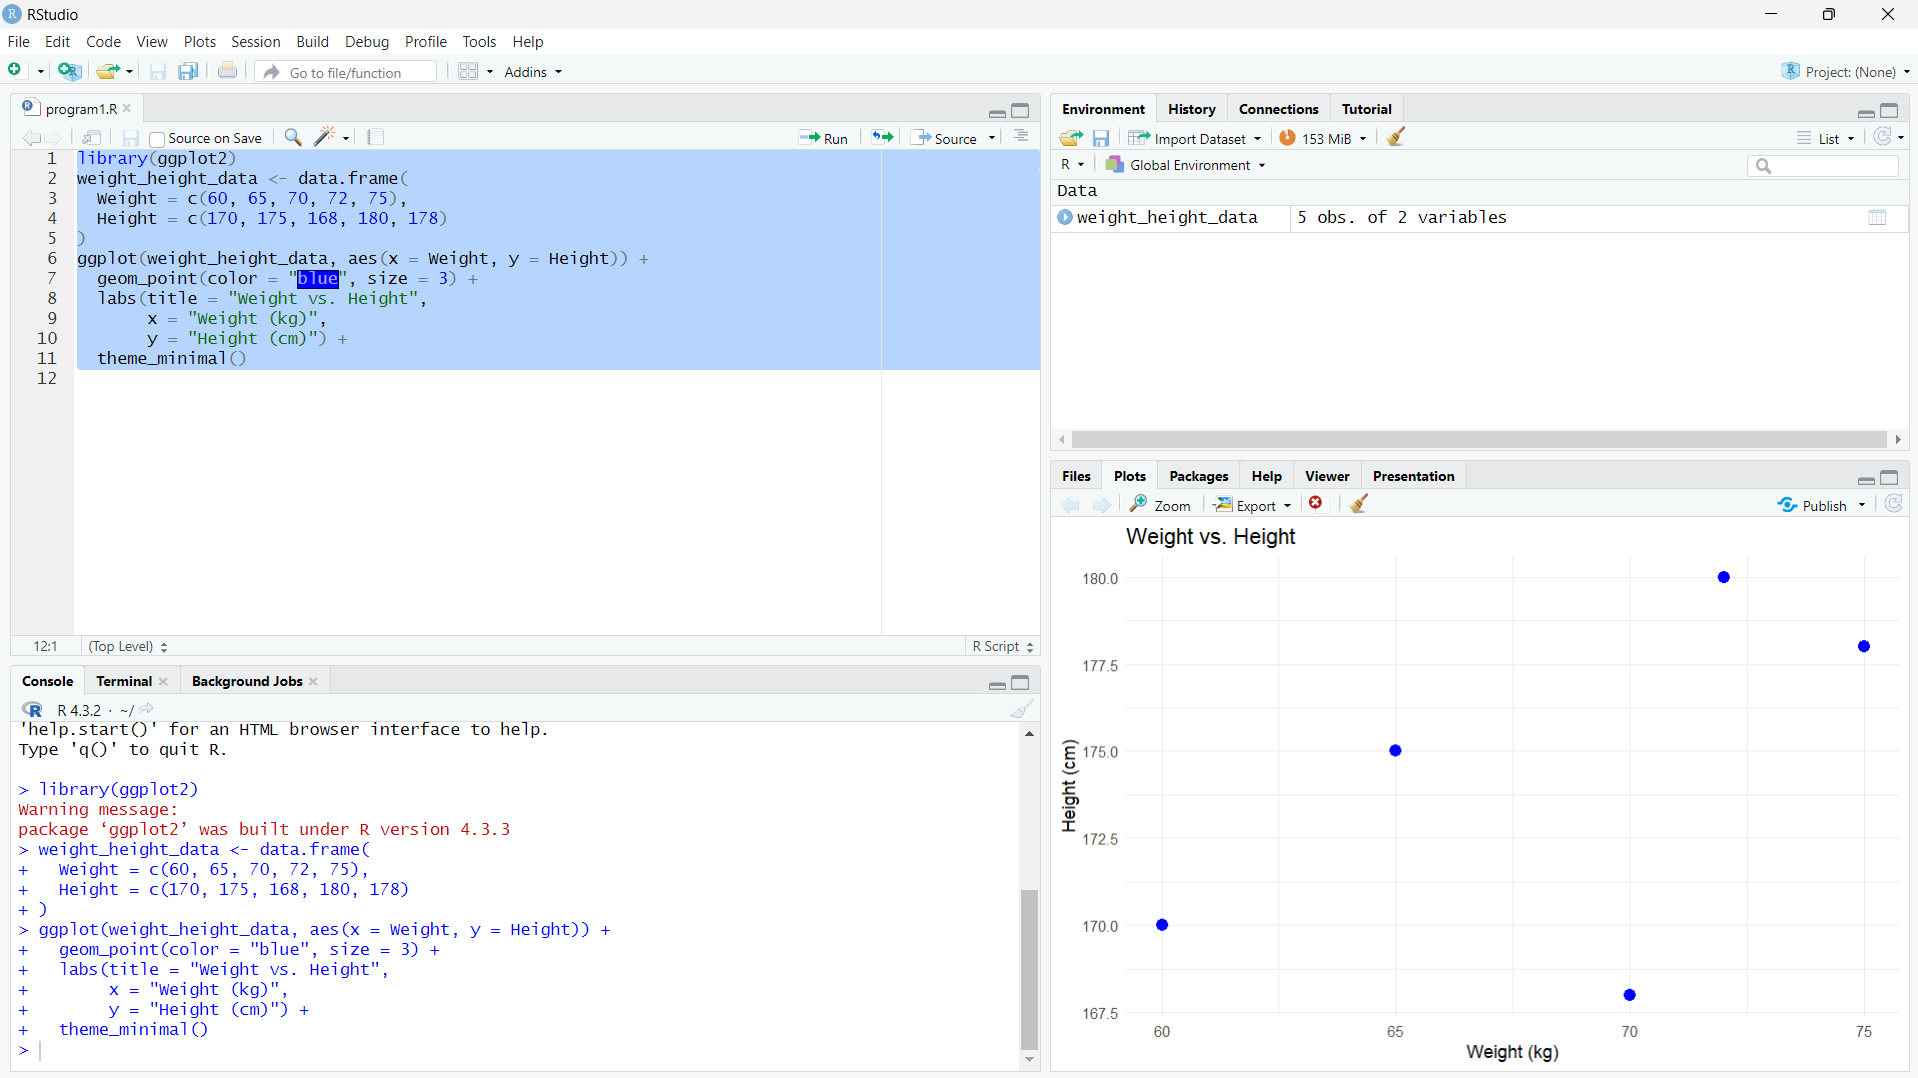 RStudio
File Edit Code View Plots Session Build Debug Profile Tools Help
Go to file/function Addins Project: (None)
program1.R
Source on Save Run Source
1 library(ggplot2)
2 weight_height_data <- data.frame(
3 Weight = c(60, 65, 70, 72, 75),
4 Height = c(170, 175, 168, 180, 178)
5 )
6 ggplot(weight_height_data, aes(x = Weight, y = Height)) +
7 geom_point(color = "blue", size = 3) +
8 labs(title = "Weight vs. Height",
9 x = "Weight (kg)",
10 y = "Height (cm)") +
11 theme_minimal()
12
12:1 (Top Level) R Script
Console Terminal Background Jobs
R R 4.3.2 · ~/
'help.start()' for an HTML browser interface to help.
Type 'q()' to quit R.
> library(ggplot2)
Warning message:
package ‘ggplot2’ was built under R version 4.3.3
> weight_height_data <- data.frame(
+ Weight = c(60, 65, 70, 72, 75),
+ Height = c(170, 175, 168, 180, 178)
+ )
> ggplot(weight_height_data, aes(x = Weight, y = Height)) +
+ geom_point(color = "blue", size = 3) +
+ labs(title = "Weight vs. Height",
+ x = "Weight (kg)",
+ y = "Height (cm)") +
+ theme_minimal()
>
Environment History Connections Tutorial
Import Dataset 153 MiB List
R Global Environment
Data
weight_height_data 5 obs. of 2 variables
Files Plots Packages Help Viewer Presentation
Zoom Export Publish
Weight vs. Height
180.0
177.5
175.0
172.5
170.0
167.5
Height (cm)
60 65 70 75
Weight (kg)